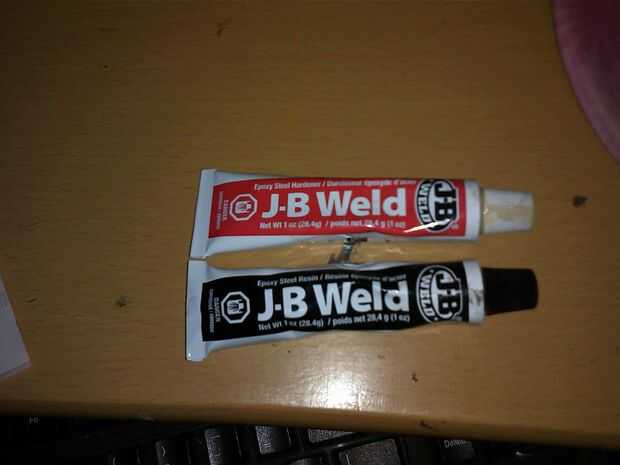 Epoxy Steel Hardener / Durcisseur époxyde d'acier
DANGER
J-B Weld
Net Wt 1 oz (28.4g) / poids net 28,4 g (1 oz)
J-B
WELD
Epoxy Steel Resin / Résine époxyde d'acier
DANGER
J-B Weld
Net Wt 1 oz (28.4g) / poids net 28,4 g (1 oz)
J-B
WELD